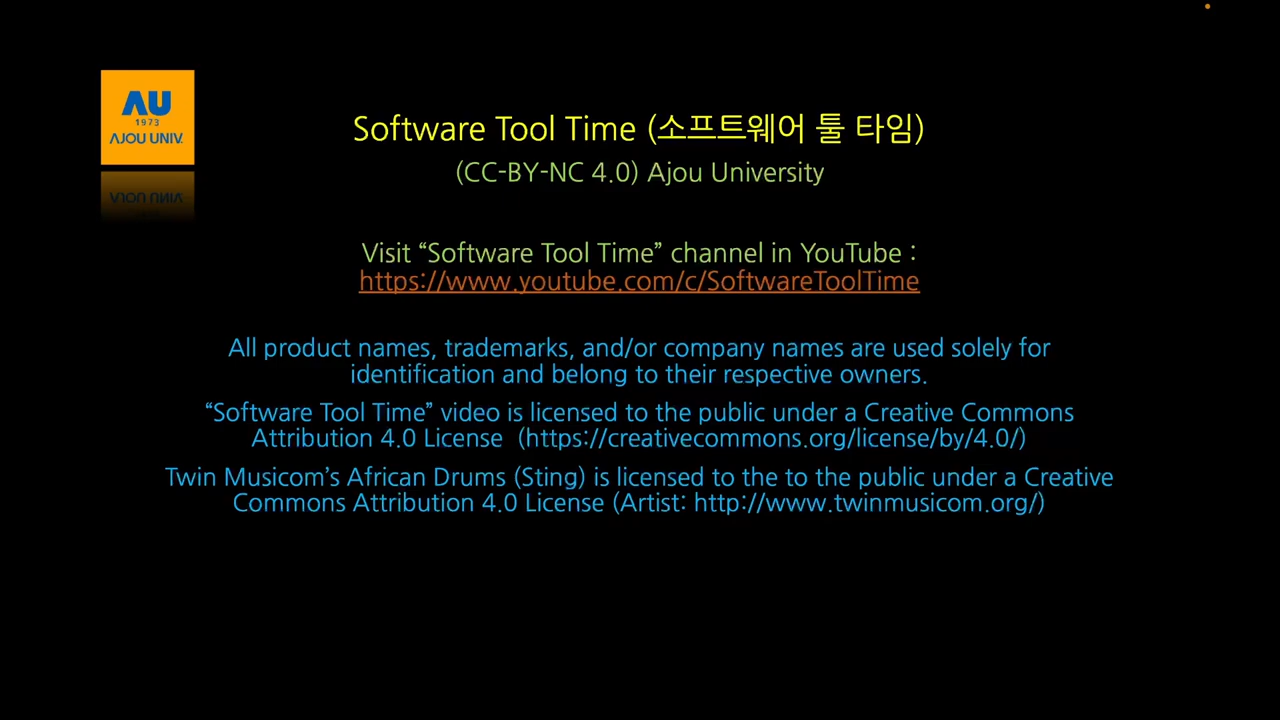 AU
1973
AJOU UNIV.
Software Tool Time (소프트웨어 툴 타임)
(CC-BY-NC 4.0) Ajou University
Visit “Software Tool Time” channel in YouTube :
https://www.youtube.com/c/SoftwareToolTime
All product names, trademarks, and/or company names are used solely for
identification and belong to their respective owners.
“Software Tool Time” video is licensed to the public under a Creative Commons
Attribution 4.0 License (https://creativecommons.org/license/by/4.0/)
Twin Musicom’s African Drums (Sting) is licensed to the to the public under a Creative
Commons Attribution 4.0 License (Artist: http://www.twinmusicom.org/)